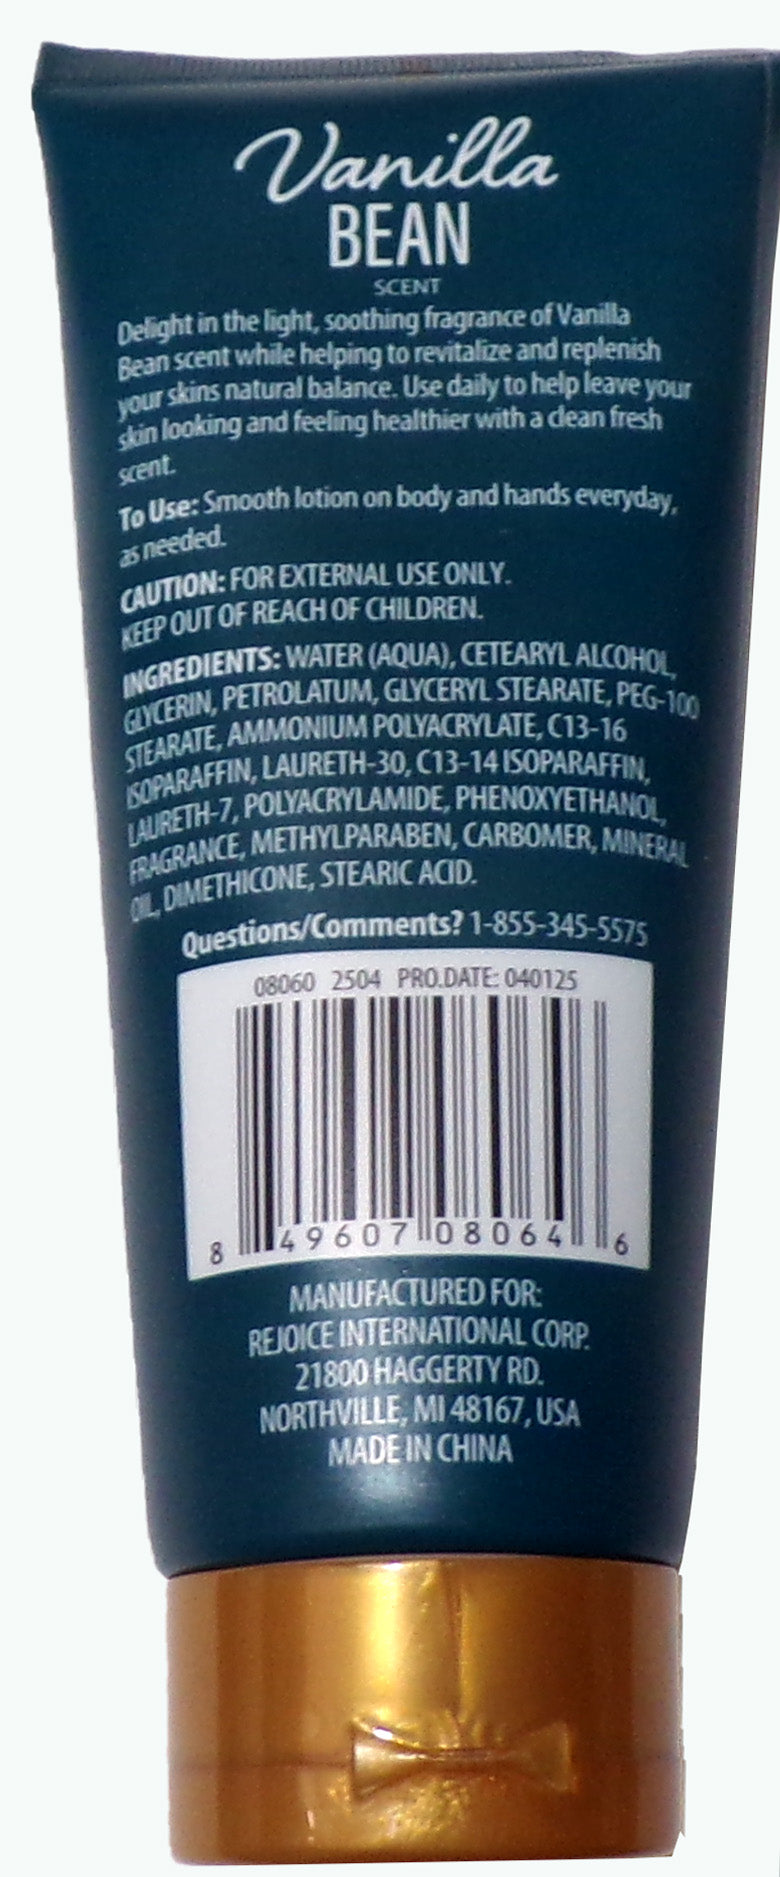 Vanilla
BEAN
SCENT
Delight in the light, soothing fragrance of Vanilla
Bean scent while helping to revitalize and replenish
your skins natural balance. Use daily to help leave your
skin looking and feeling healthier with a clean fresh
scent.
To Use: Smooth lotion on body and hands everyday,
as needed.
CAUTION: FOR EXTERNAL USE ONLY.
KEEP OUT OF REACH OF CHILDREN.
INGREDIENTS: WATER (AQUA), CETEARYL ALCOHOL,
GLYCERIN, PETROLATUM, GLYCERYL STEARATE, PEG-100
STEARATE, AMMONIUM POLYACRYLATE, C13-16
ISOPARAFFIN, LAURETH-30, C13-14 ISOPARAFFIN,
LAURETH-7, POLYACRYLAMIDE, PHENOXYETHANOL,
FRAGRANCE, METHYLPARABEN, CARBOMER, MINERAL
OIL, DIMETHICONE, STEARIC ACID.
Questions/Comments? 1-855-345-5575
08060 2504 PRO.DATE: 040125
8 49607 08064 6
MANUFACTURED FOR:
REJOICE INTERNATIONAL CORP.
21800 HAGGERTY RD.
NORTHVILLE, MI 48167, USA
MADE IN CHINA